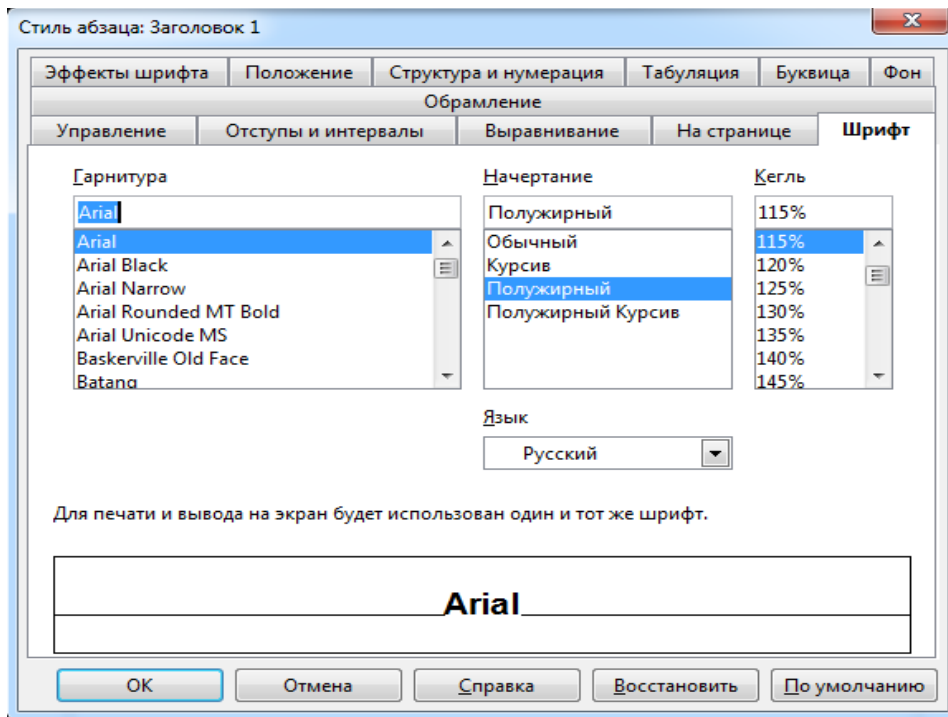 Стиль абзаца: Заголовок 1
Эффекты шрифта Положение Структура и нумерация Табуляция Буквица Фон
Обрамление
Управление Отступы и интервалы Выравнивание На странице Шрифт
Гарнитура Начертание Кегль
Arial Полужирный 115%
Arial Обычный 115%
Arial Black Курсив 120%
Arial Narrow Полужирный 125%
Arial Rounded MT Bold Полужирный Курсив 130%
Arial Unicode MS 135%
Baskerville Old Face 140%
Batang 145%
Язык
Русский
Для печати и вывода на экран будет использован один и тот же шрифт.
Arial
OK Отмена Справка Восстановить По умолчанию